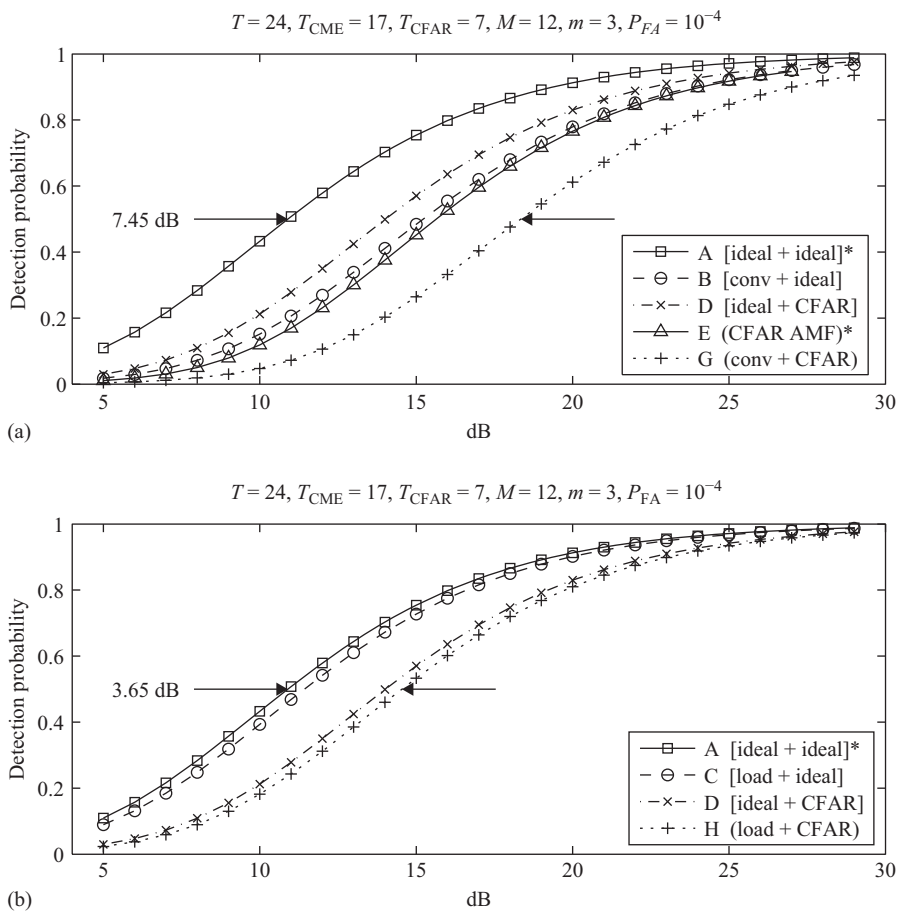 T = 24, T_CME = 17, T_CFAR = 7, M = 12, m = 3, P_FA = 10⁻⁴
1
0.8
0.6
0.4
0.2
0
Detection probability
7.45 dB
A [ideal + ideal]*
B [conv + ideal]
D [ideal + CFAR]
E (CFAR AMF)*
G (conv + CFAR)
5 10 15 20 25 30
dB
(a)
T = 24, T_CME = 17, T_CFAR = 7, M = 12, m = 3, P_FA = 10⁻⁴
1
0.8
0.6
0.4
0.2
0
Detection probability
3.65 dB
A [ideal + ideal]*
C [load + ideal]
D [ideal + CFAR]
H (load + CFAR)
5 10 15 20 25 30
dB
(b)